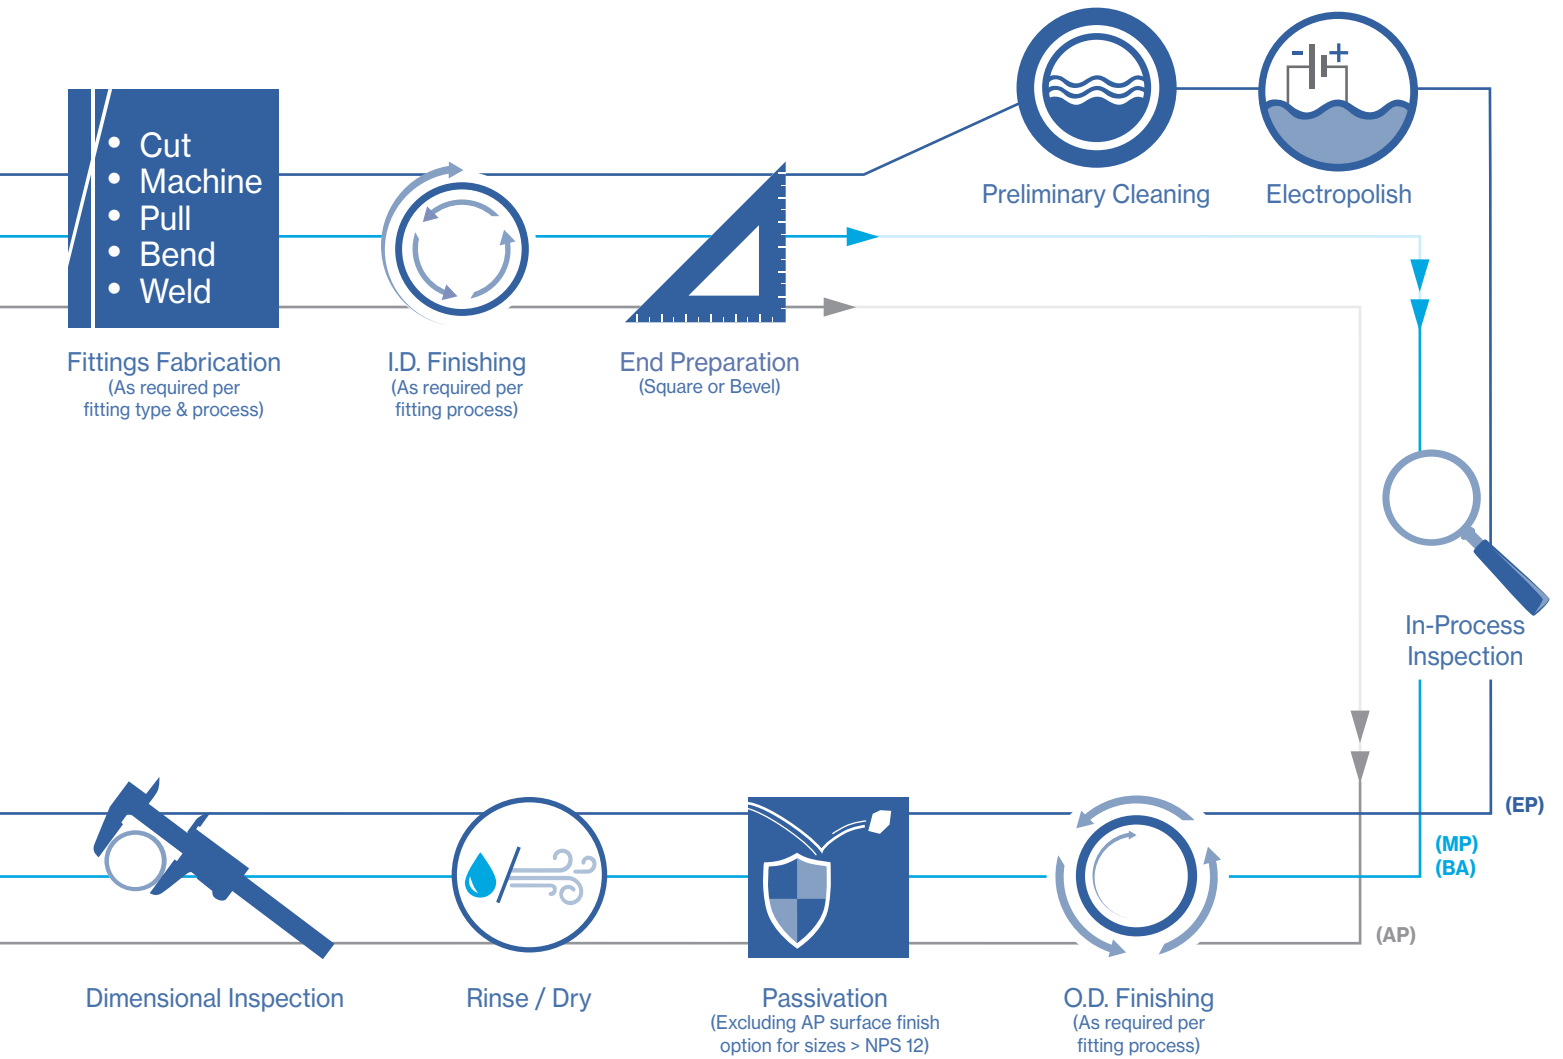 • Cut
• Machine
• Pull
• Bend
• Weld
Fittings Fabrication
(As required per
fitting type & process)
I.D. Finishing
(As required per
fitting process)
End Preparation
(Square or Bevel)
Preliminary Cleaning
- +
Electropolish
In-Process
Inspection
(EP)
(MP)
(BA)
(AP)
Dimensional Inspection
Rinse / Dry
Passivation
(Excluding AP surface finish
option for sizes > NPS 12)
O.D. Finishing
(As required per
fitting process)